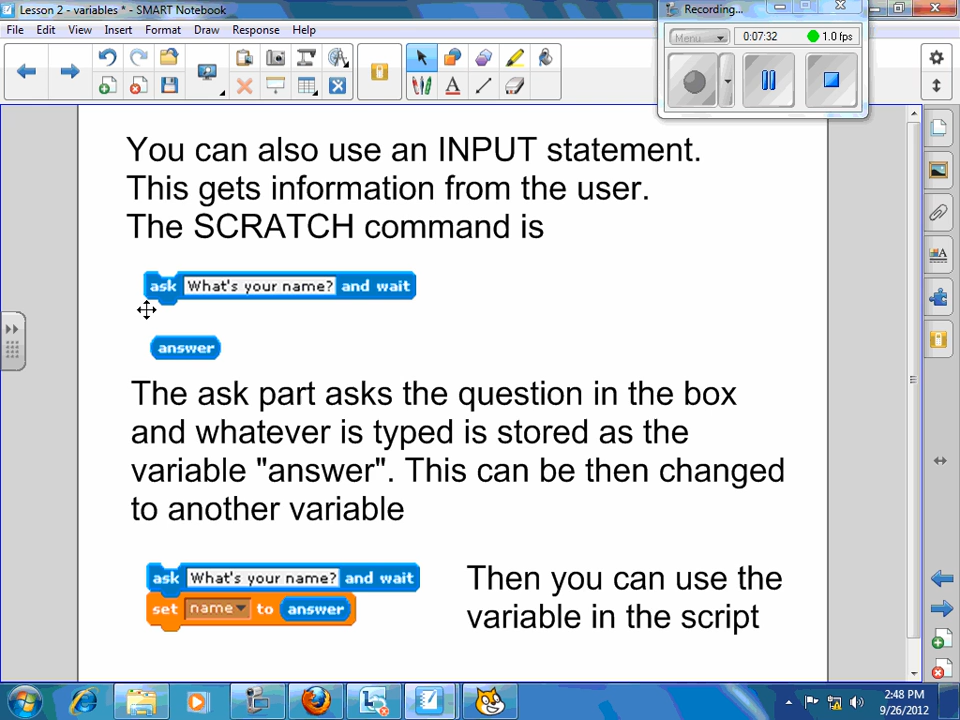 Lesson 2 - variables * - SMART Notebook
Recording...
File Edit View Insert Format Draw Response Help
Menu 0:07:32 1.0 fps
You can also use an INPUT statement.
This gets information from the user.
The SCRATCH command is
ask What's your name? and wait
answer
The ask part asks the question in the box
and whatever is typed is stored as the
variable "answer". This can be then changed
to another variable
ask What's your name? and wait
set name to answer
Then you can use the
variable in the script
2:48 PM
9/26/2012